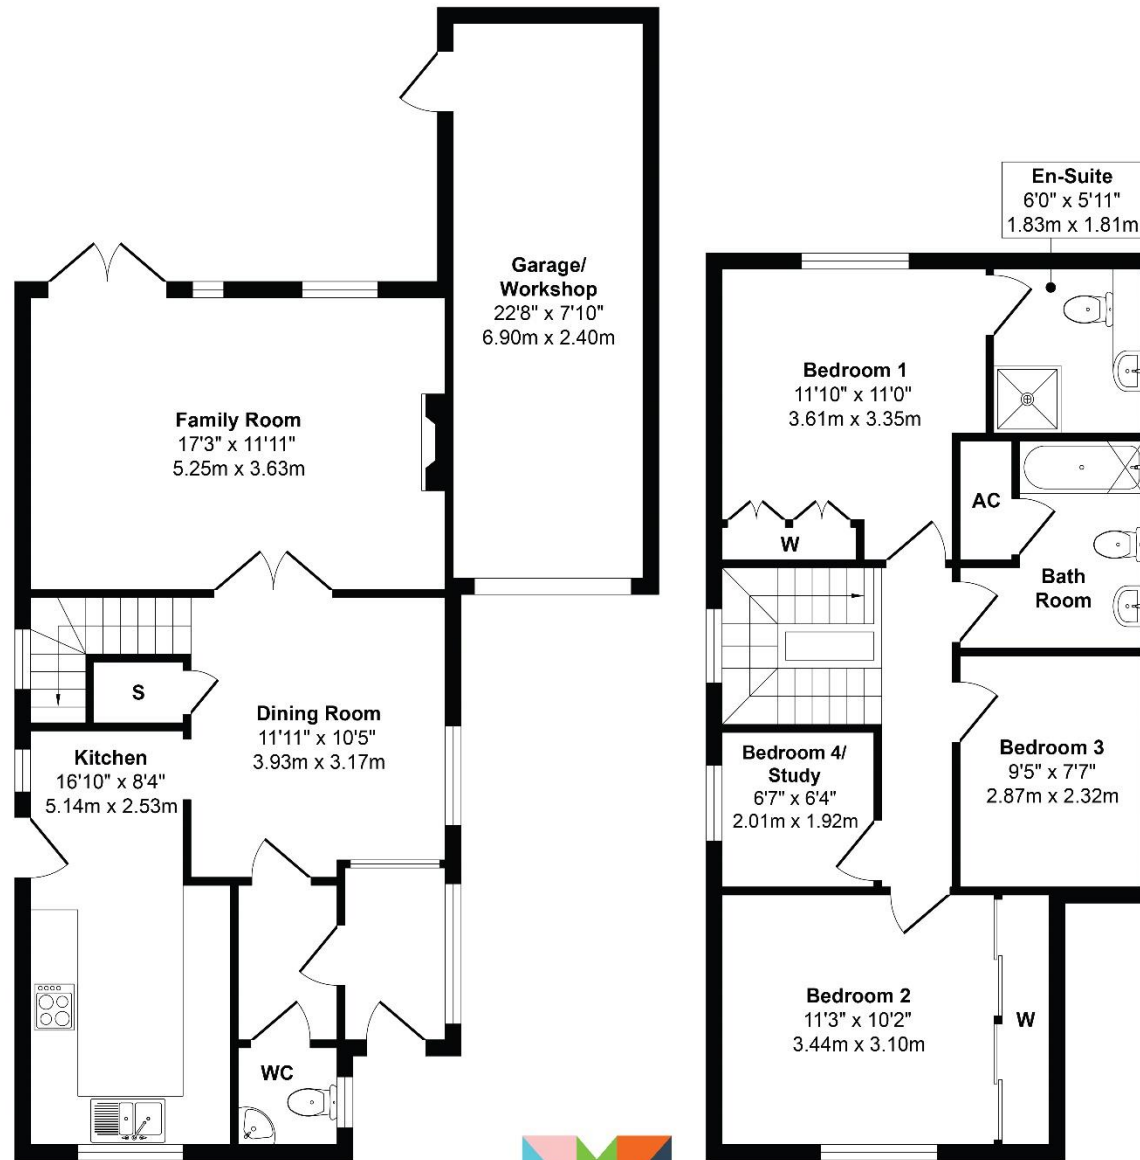 Garage/
Workshop
22'8" x 7'10"
6.90m x 2.40m
Family Room
17'3" x 11'11"
5.25m x 3.63m
S
Dining Room
11'11" x 10'5"
3.93m x 3.17m
Kitchen
16'10" x 8'4"
5.14m x 2.53m
WC
En-Suite
6'0" x 5'11"
1.83m x 1.81m
Bedroom 1
11'10" x 11'0"
3.61m x 3.35m
AC
W
Bath
Room
Bedroom 4/
Study
6'7" x 6'4"
2.01m x 1.92m
Bedroom 3
9'5" x 7'7"
2.87m x 2.32m
Bedroom 2
11'3" x 10'2"
3.44m x 3.10m
W